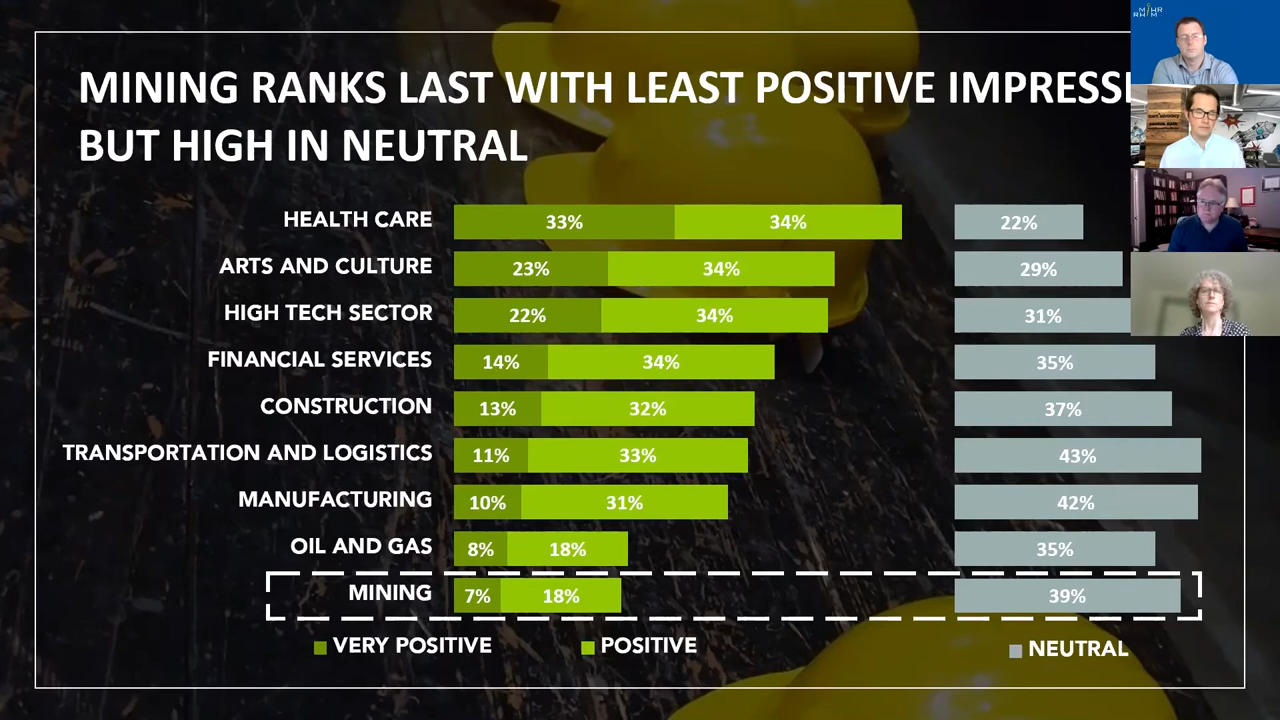 MINING RANKS LAST WITH LEAST POSITIVE IMPRESSI
BUT HIGH IN NEUTRAL
HEALTH CARE 33% 34% 22%
ARTS AND CULTURE 23% 34% 29%
HIGH TECH SECTOR 22% 34% 31%
FINANCIAL SERVICES 14% 34% 35%
CONSTRUCTION 13% 32% 37%
TRANSPORTATION AND LOGISTICS 11% 33% 43%
MANUFACTURING 10% 31% 42%
OIL AND GAS 8% 18% 35%
MINING 7% 18% 39%
VERY POSITIVE POSITIVE NEUTRAL
MiHR
RHiM